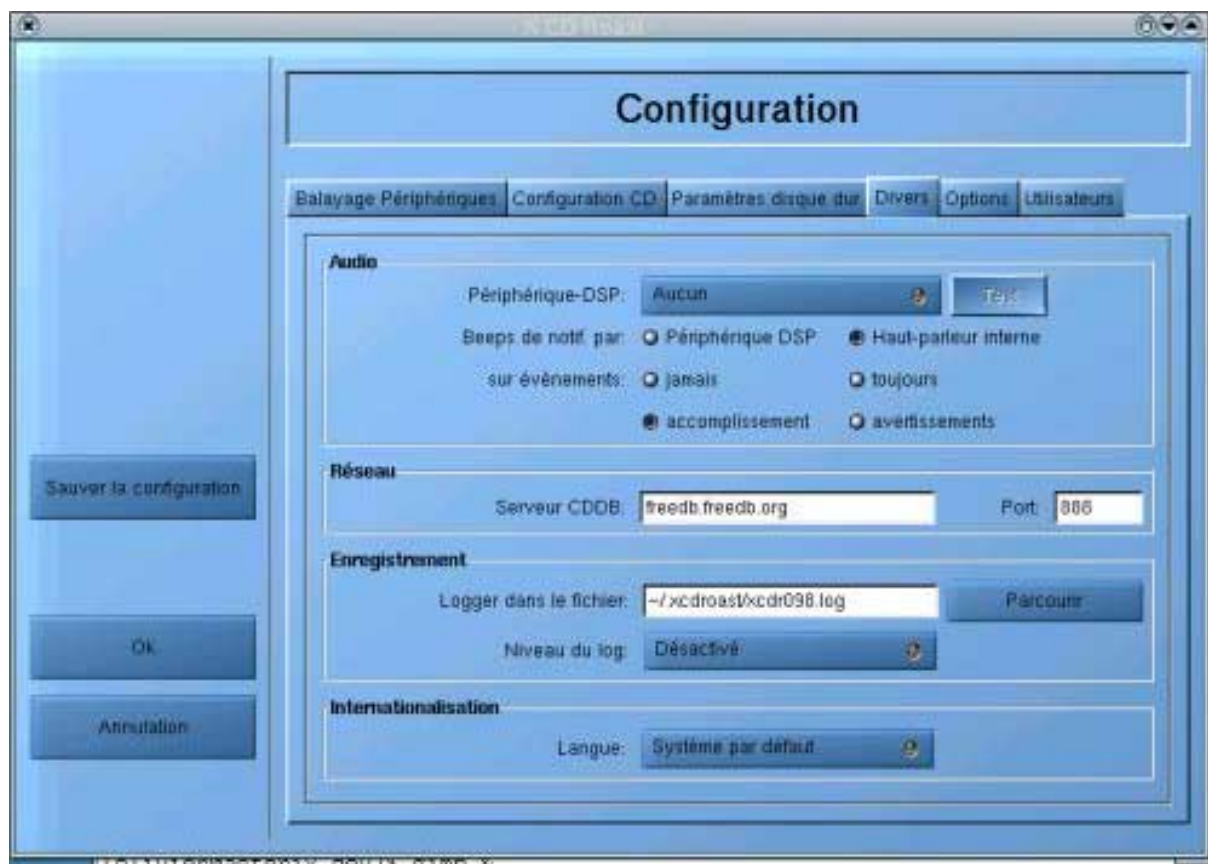 X-CD-Roast
Configuration
Balayage Périphériques Configuration CD Paramètres disque dur Divers Options Utilisateurs
Audio
Périphérique-DSP: Aucun Test
Beeps de notif. par: Périphérique DSP Haut-parleur interne
sur évènements: jamais toujours
accomplissement avertissements
Réseau
Sauver la configuration
Serveur CDDB: freedb.freedb.org Port: 888
Enregistrement
Logger dans le fichier: ~/.xcdroast/xcdr098.log Parcourir
Ok
Niveau du log: Désactivé
Internationalisation
Annulation
Langue: Système par défaut